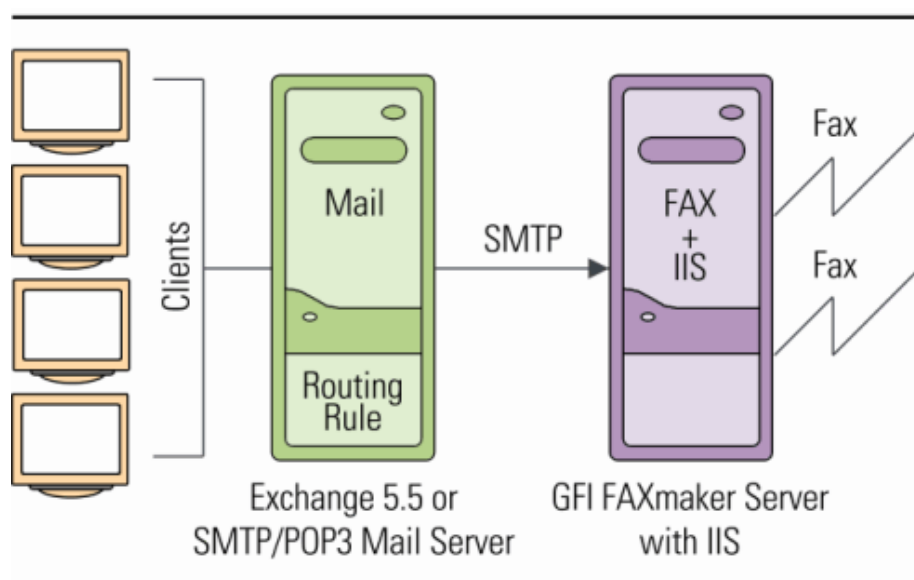 Clients
Mail
Routing
Rule
Exchange 5.5 or
SMTP/POP3 Mail Server
SMTP
FAX
+
IIS
GFI FAXmaker Server
with IIS
Fax
Fax